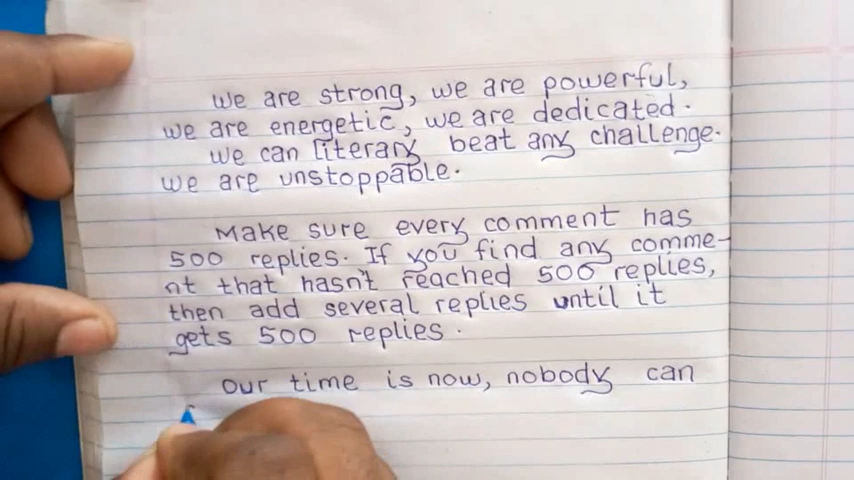 we are strong, we are powerful,
we are energetic, we are dedicated.
we can literary beat any challenge.
we are unstoppable.
Make sure every comment has
500 replies. If you find any comme-
nt that hasn't reached 500 replies,
then add several replies until it
gets 500 replies.
our time is now, nobody can